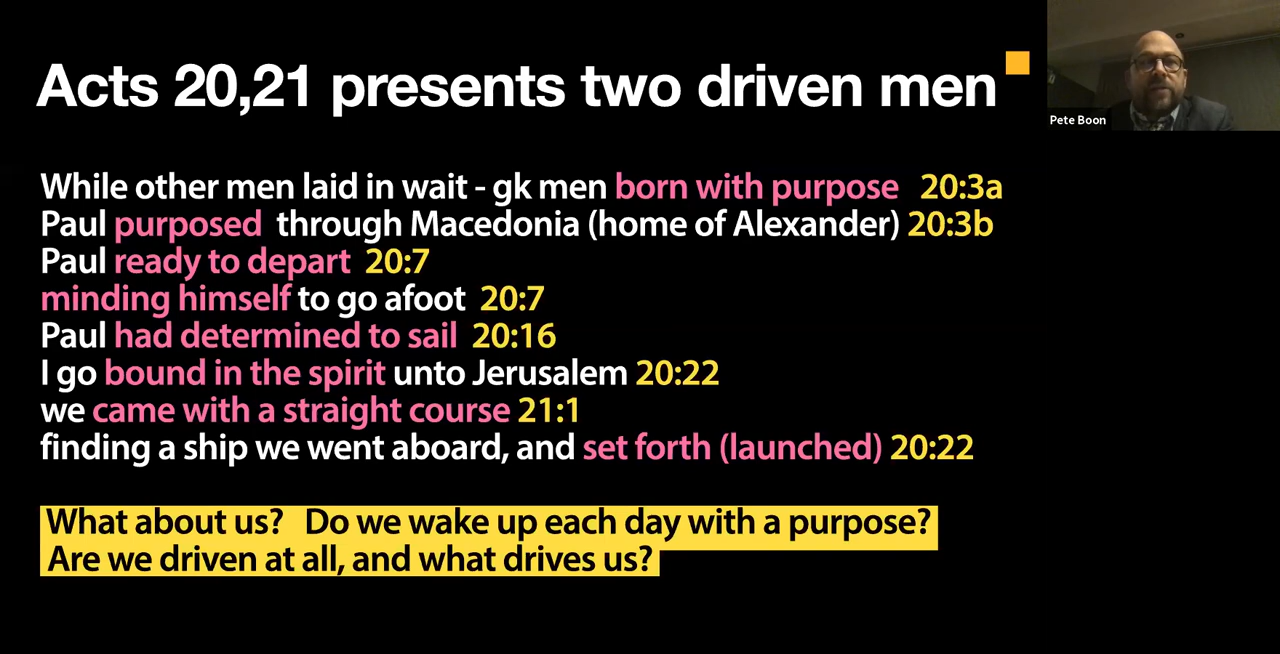 Acts 20,21 presents two driven men
Pete Boon
While other men laid in wait - gk men born with purpose 20:3a
Paul purposed through Macedonia (home of Alexander) 20:3b
Paul ready to depart 20:7
minding himself to go afoot 20:7
Paul had determined to sail 20:16
I go bound in the spirit unto Jerusalem 20:22
we came with a straight course 21:1
finding a ship we went aboard, and set forth (launched) 20:22
What about us? Do we wake up each day with a purpose?
Are we driven at all, and what drives us?